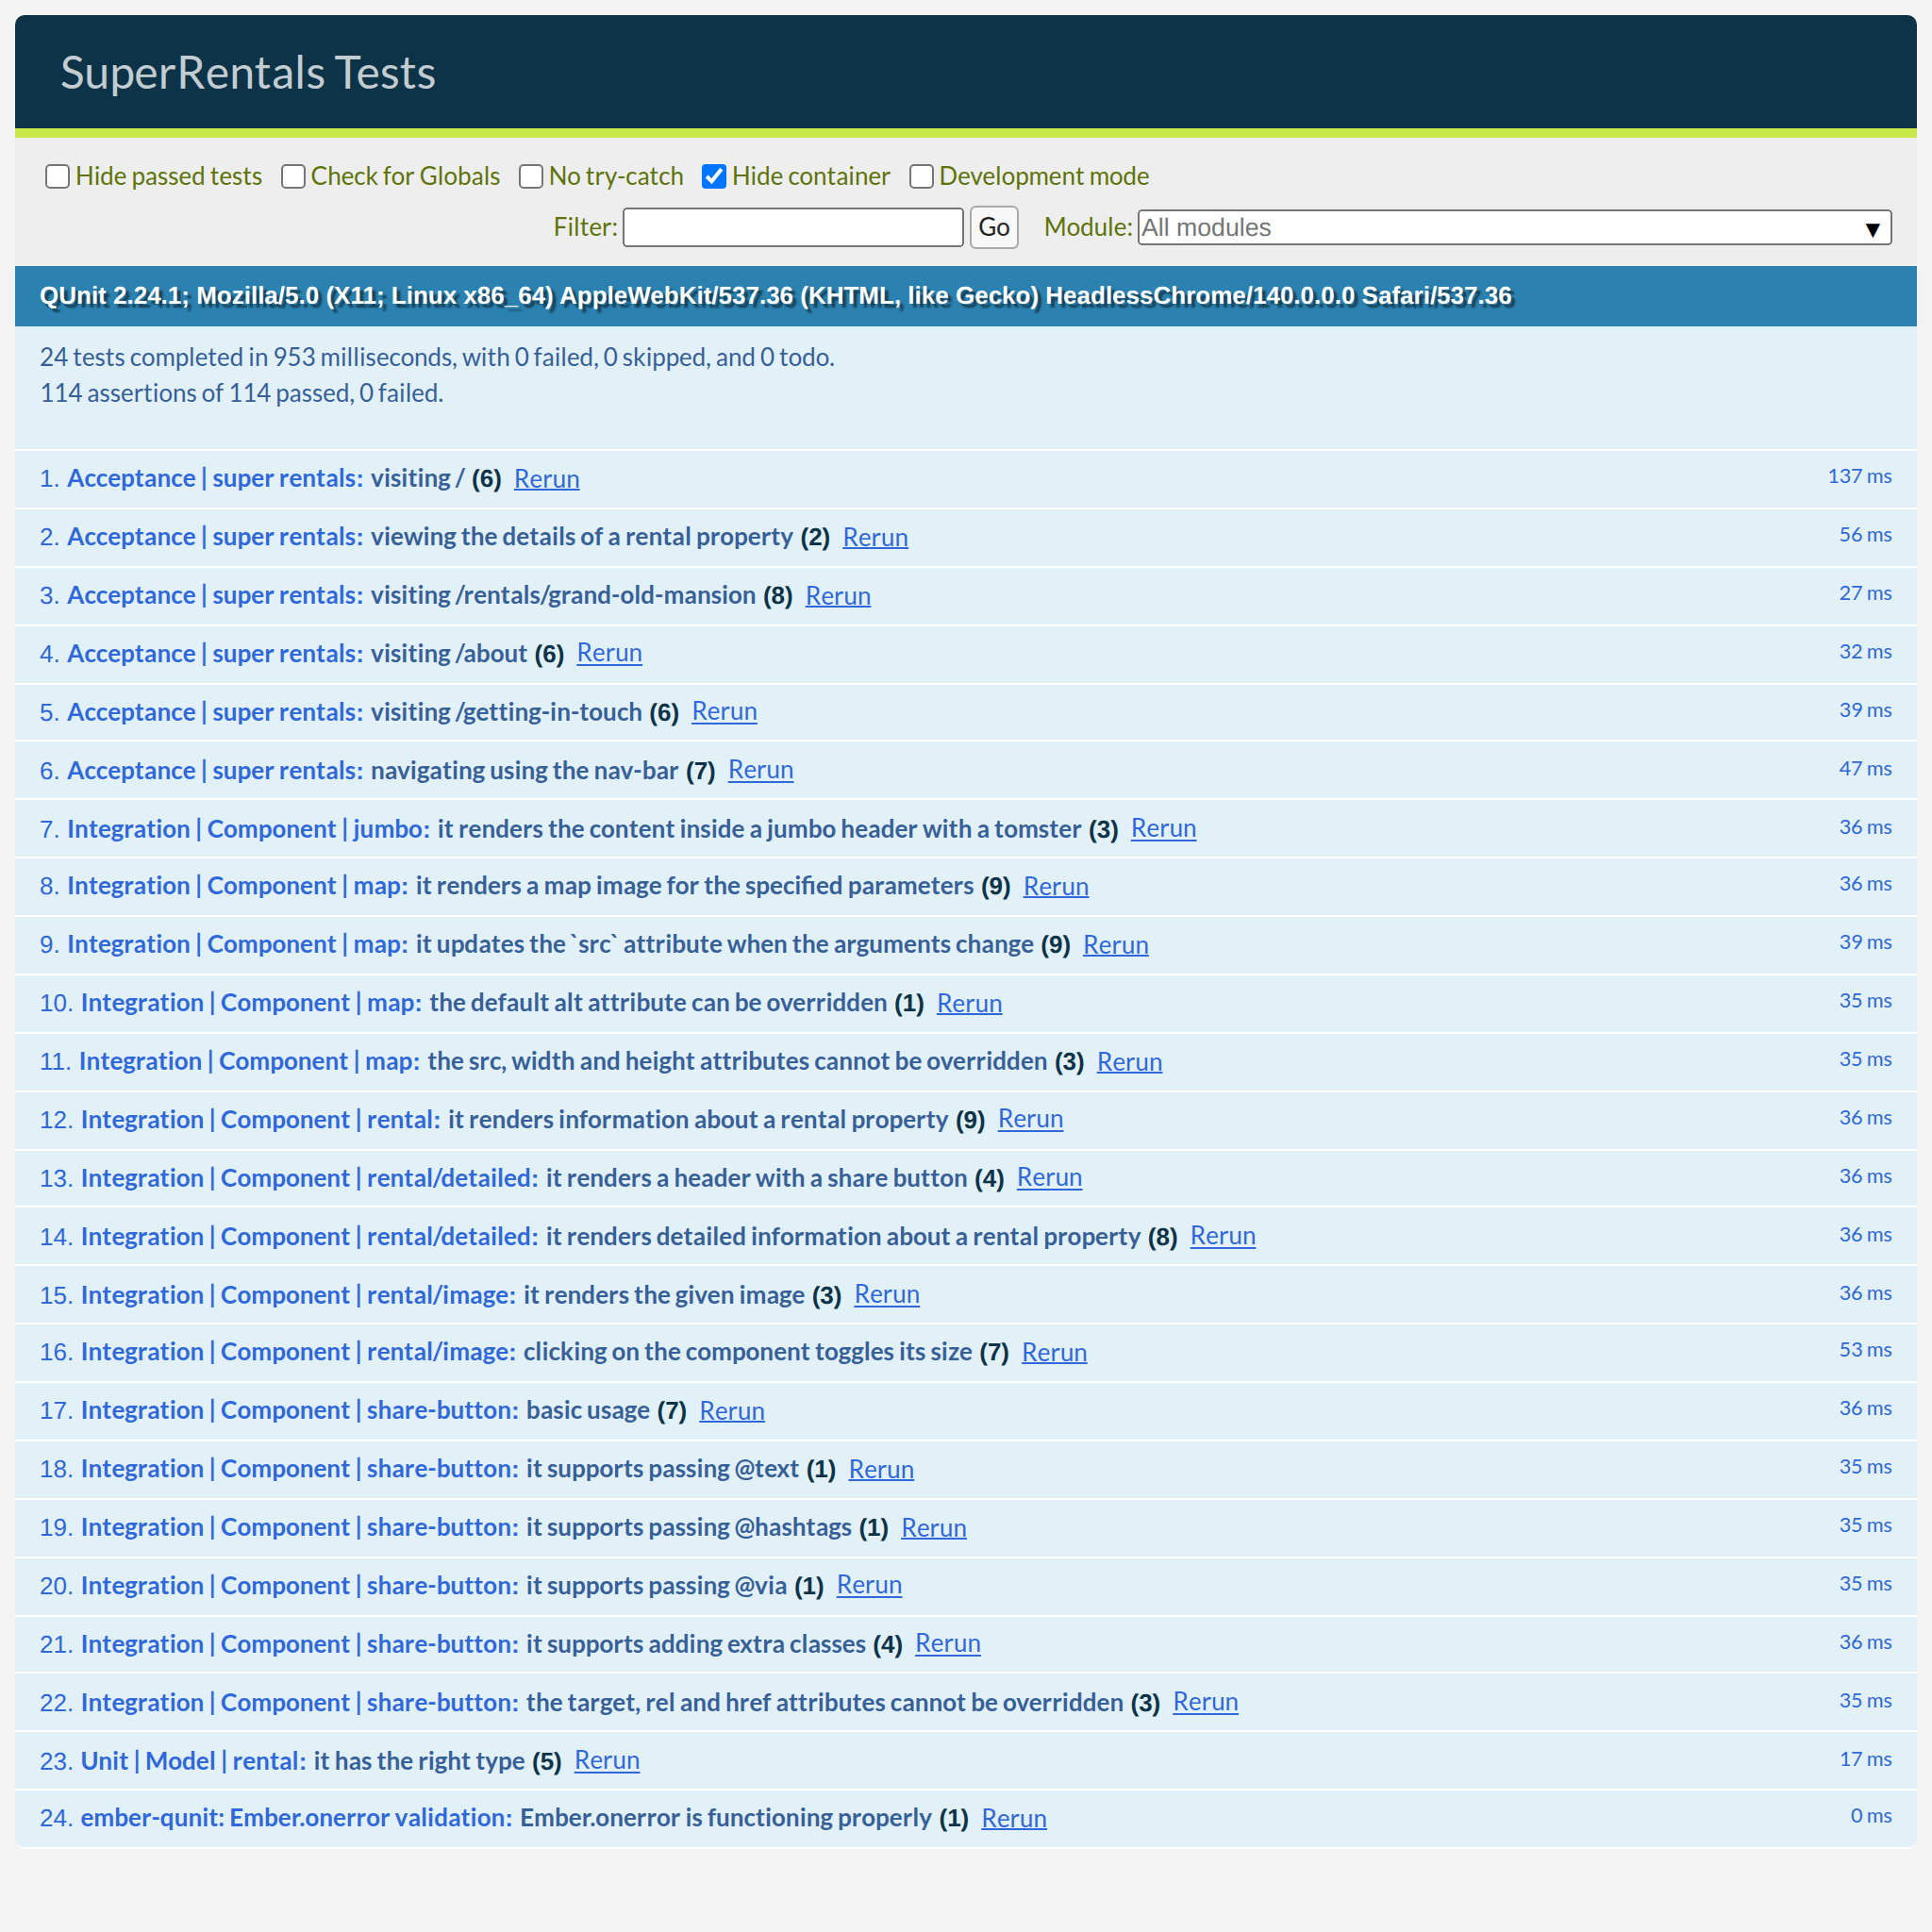 SuperRentals Tests
Hide passed tests Check for Globals No try-catch Hide container Development mode
Filter: Go Module: All modules ▼
QUnit 2.24.1; Mozilla/5.0 (X11; Linux x86_64) AppleWebKit/537.36 (KHTML, like Gecko) HeadlessChrome/140.0.0.0 Safari/537.36
24 tests completed in 953 milliseconds, with 0 failed, 0 skipped, and 0 todo.
114 assertions of 114 passed, 0 failed.
1. Acceptance | super rentals: visiting / (6) Rerun 137 ms
2. Acceptance | super rentals: viewing the details of a rental property (2) Rerun 56 ms
3. Acceptance | super rentals: visiting /rentals/grand-old-mansion (8) Rerun 27 ms
4. Acceptance | super rentals: visiting /about (6) Rerun 32 ms
5. Acceptance | super rentals: visiting /getting-in-touch (6) Rerun 39 ms
6. Acceptance | super rentals: navigating using the nav-bar (7) Rerun 47 ms
7. Integration | Component | jumbo: it renders the content inside a jumbo header with a tomster (3) Rerun 36 ms
8. Integration | Component | map: it renders a map image for the specified parameters (9) Rerun 36 ms
9. Integration | Component | map: it updates the `src` attribute when the arguments change (9) Rerun 39 ms
10. Integration | Component | map: the default alt attribute can be overridden (1) Rerun 35 ms
11. Integration | Component | map: the src, width and height attributes cannot be overridden (3) Rerun 35 ms
12. Integration | Component | rental: it renders information about a rental property (9) Rerun 36 ms
13. Integration | Component | rental/detailed: it renders a header with a share button (4) Rerun 36 ms
14. Integration | Component | rental/detailed: it renders detailed information about a rental property (8) Rerun 36 ms
15. Integration | Component | rental/image: it renders the given image (3) Rerun 36 ms
16. Integration | Component | rental/image: clicking on the component toggles its size (7) Rerun 53 ms
17. Integration | Component | share-button: basic usage (7) Rerun 36 ms
18. Integration | Component | share-button: it supports passing @text (1) Rerun 35 ms
19. Integration | Component | share-button: it supports passing @hashtags (1) Rerun 35 ms
20. Integration | Component | share-button: it supports passing @via (1) Rerun 35 ms
21. Integration | Component | share-button: it supports adding extra classes (4) Rerun 36 ms
22. Integration | Component | share-button: the target, rel and href attributes cannot be overridden (3) Rerun 35 ms
23. Unit | Model | rental: it has the right type (5) Rerun 17 ms
24. ember-qunit: Ember.onerror validation: Ember.onerror is functioning properly (1) Rerun 0 ms